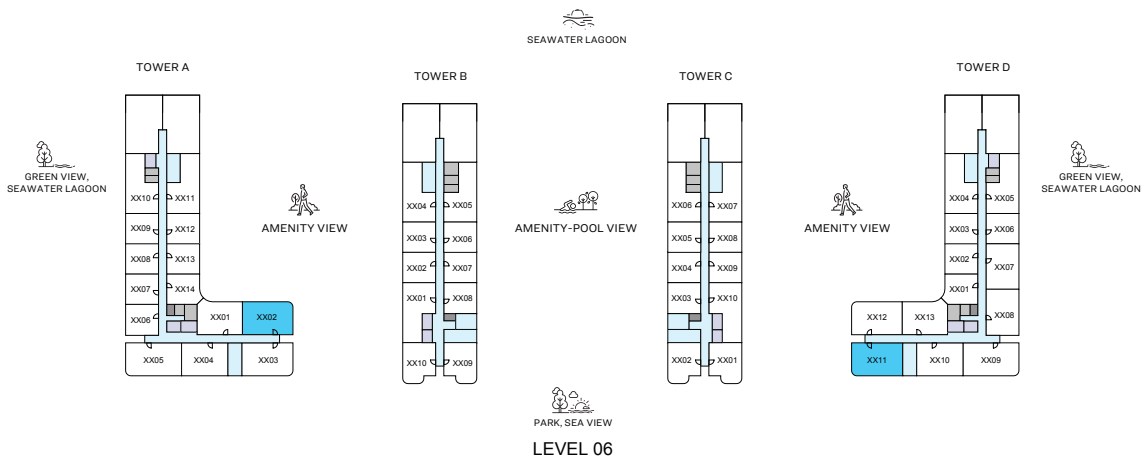 SEAWATER LAGOON
TOWER A
TOWER B
TOWER C
TOWER D
GREEN VIEW,
SEAWATER LAGOON
AMENITY VIEW
AMENITY-POOL VIEW
AMENITY VIEW
GREEN VIEW,
SEAWATER LAGOON
XX10
XX11
XX09
XX12
XX08
XX13
XX07
XX14
XX06
XX01
XX02
XX05
XX04
XX03
XX04
XX05
XX03
XX06
XX02
XX07
XX01
XX08
XX10
XX09
XX06
XX07
XX05
XX08
XX04
XX09
XX03
XX10
XX02
XX01
XX04
XX05
XX03
XX06
XX02
XX07
XX01
XX08
XX12
XX13
XX11
XX10
XX09
PARK, SEA VIEW
LEVEL 06